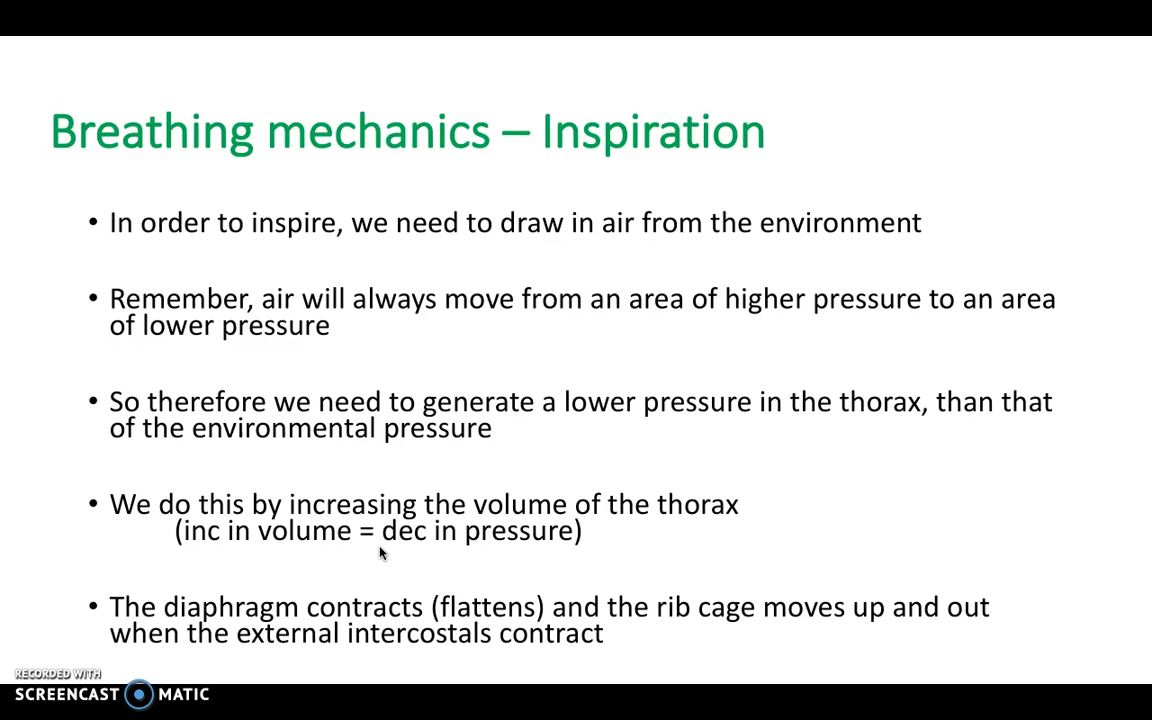 Breathing mechanics – Inspiration
• In order to inspire, we need to draw in air from the environment
• Remember, air will always move from an area of higher pressure to an area
of lower pressure
• So therefore we need to generate a lower pressure in the thorax, than that
of the environmental pressure
• We do this by increasing the volume of the thorax
(inc in volume = dec in pressure)
• The diaphragm contracts (flattens) and the rib cage moves up and out
when the external intercostals contract
RECORDED WITH
SCREENCAST MATIC